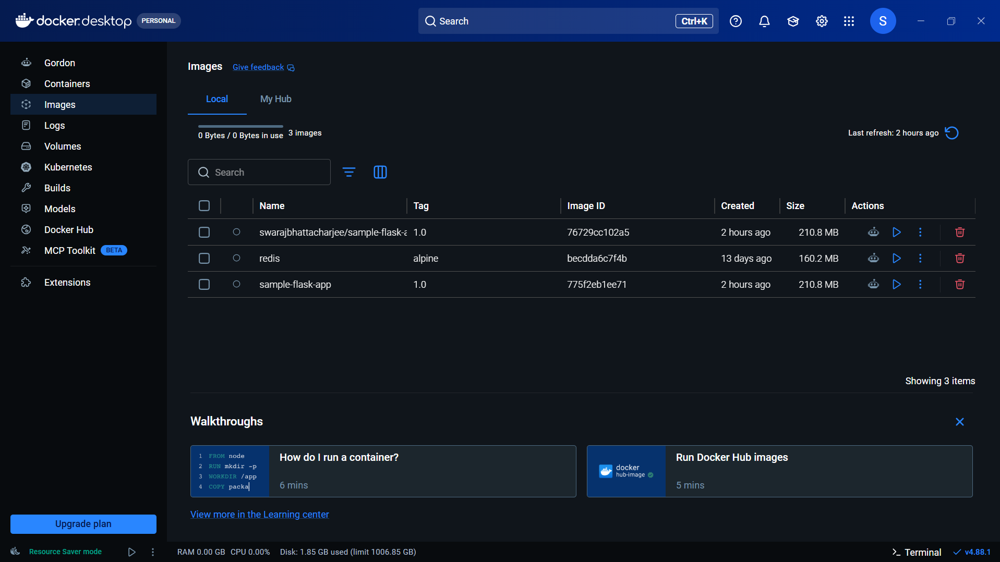 docker.desktop PERSONAL
Search Ctrl+K
S
Gordon
Containers
Images
Logs
Volumes
Kubernetes
Builds
Models
Docker Hub
MCP Toolkit BETA
Extensions
Upgrade plan
Images Give feedback
Local My Hub
0 Bytes / 0 Bytes in use 3 images
Last refresh: 2 hours ago
Search
Name Tag Image ID Created Size Actions
swarajbhattacharjee/sample-flask-a 1.0 76729cc102a5 2 hours ago 210.8 MB
redis alpine becdda6c7f4b 13 days ago 160.2 MB
sample-flask-app 1.0 775f2eb1ee71 2 hours ago 210.8 MB
Showing 3 items
Walkthroughs
1 FROM node
2 RUN mkdir -p
3 WORKDIR /app
4 COPY packa
How do I run a container?
6 mins
docker
hub-image
Run Docker Hub images
5 mins
View more in the Learning center
Resource Saver mode
RAM 0.00 GB CPU 0.00% Disk: 1.85 GB used (limit 1006.85 GB)
Terminal v4.88.1